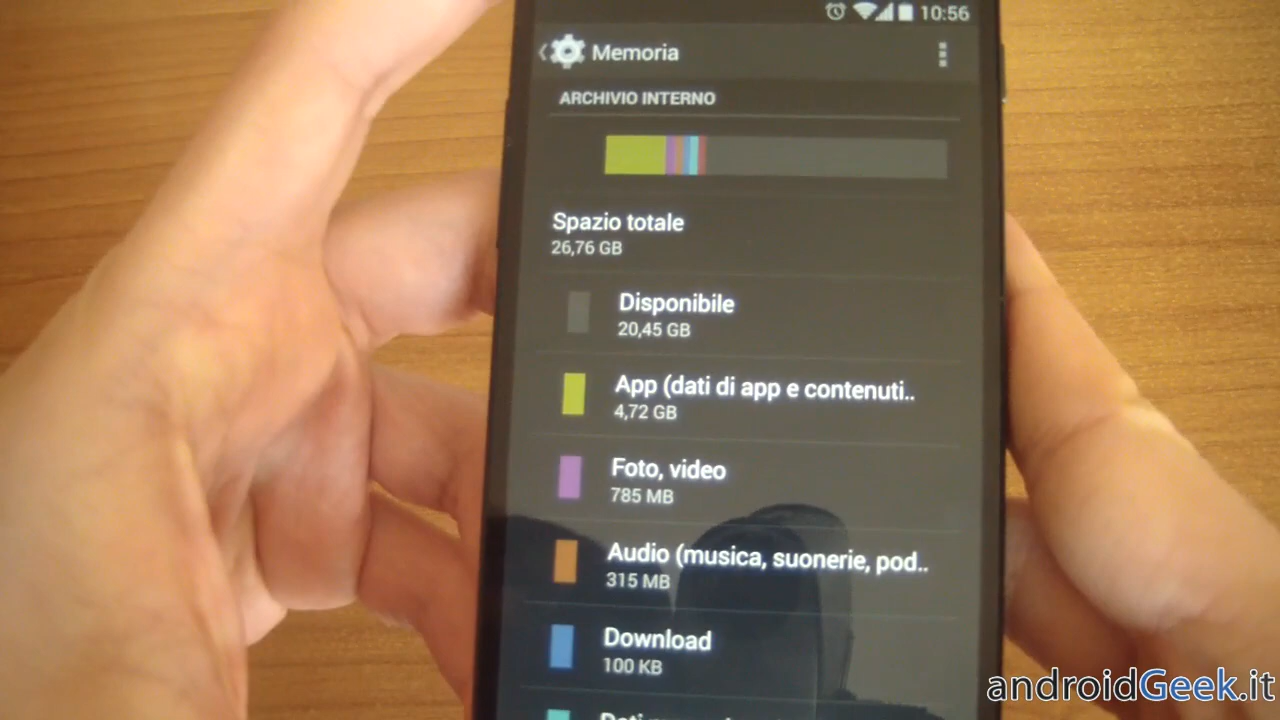 10:56
Memoria
ARCHIVIO INTERNO
Spazio totale
26,76 GB
Disponibile
20,45 GB
App (dati di app e contenuti..
4,72 GB
Foto, video
785 MB
Audio (musica, suonerie, pod..
315 MB
Download
100 KB
androidGeek.it